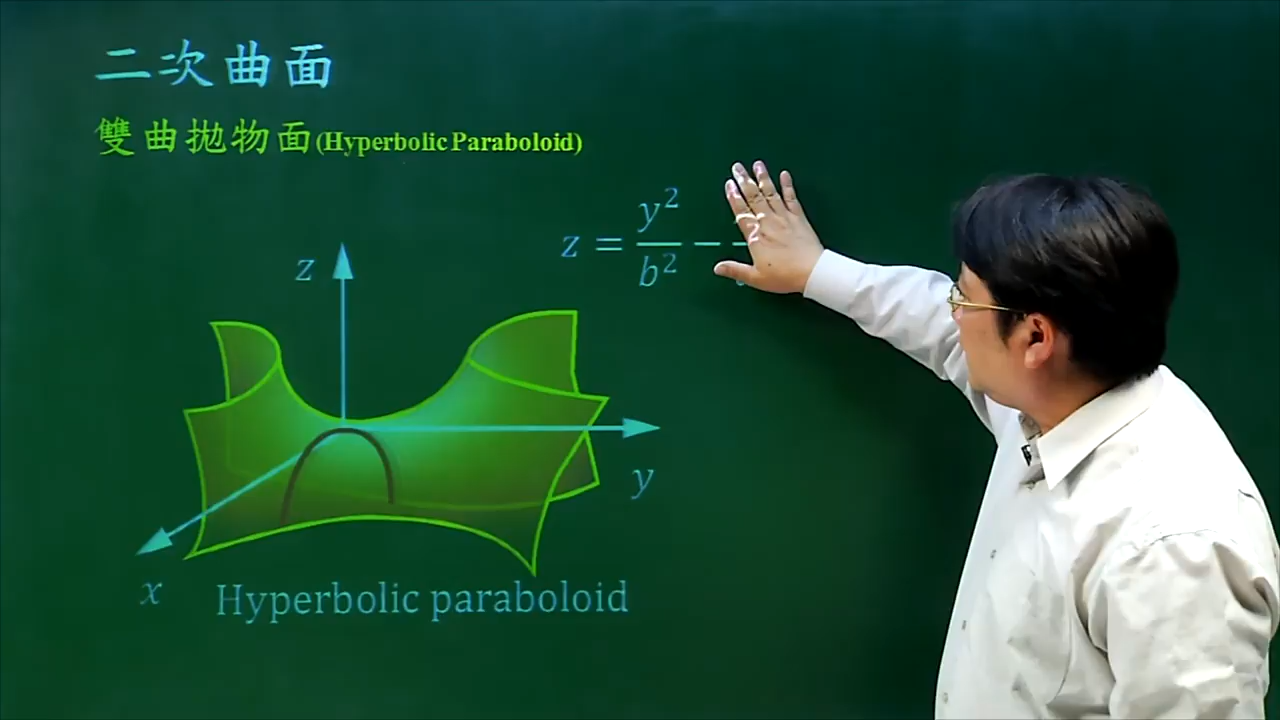 二次曲面
雙曲拋物面(Hyperbolic Paraboloid)
z = y²/b² −
z
y
x
Hyperbolic paraboloid